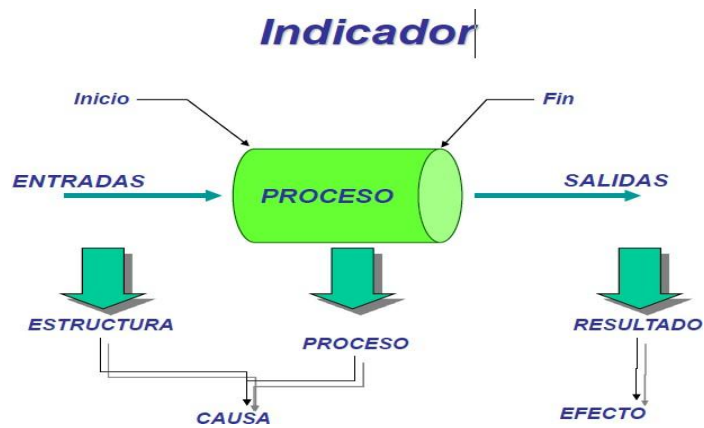 Indicador
Inicio
Fin
ENTRADAS
PROCESO
SALIDAS
ESTRUCTURA
PROCESO
RESULTADO
CAUSA
EFECTO